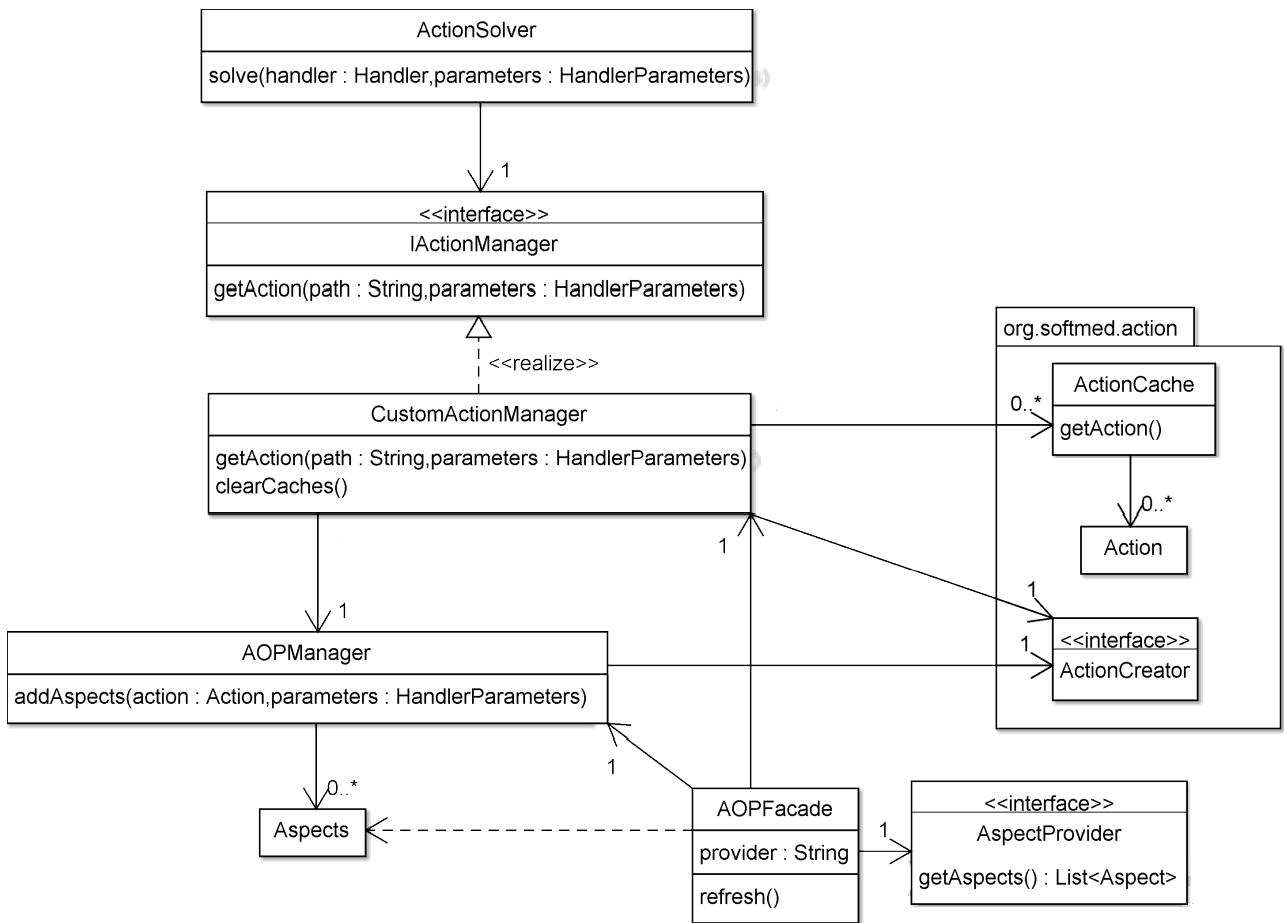 ActionSolver
solve(handler : Handler,parameters : HandlerParameters)
1
<<interface>>
IActionManager
getAction(path : String,parameters : HandlerParameters)
<<realize>>
CustomActionManager
getAction(path : String,parameters : HandlerParameters)
clearCaches()
org.softmed.action
0..*
ActionCache
getAction()
0..*
Action
1
1
1
<<interface>>
ActionCreator
1
AOPManager
addAspects(action : Action,parameters : HandlerParameters)
1
0..*
Aspects
AOPFacade
provider : String
refresh()
1
<<interface>>
AspectProvider
getAspects() : List<Aspect>